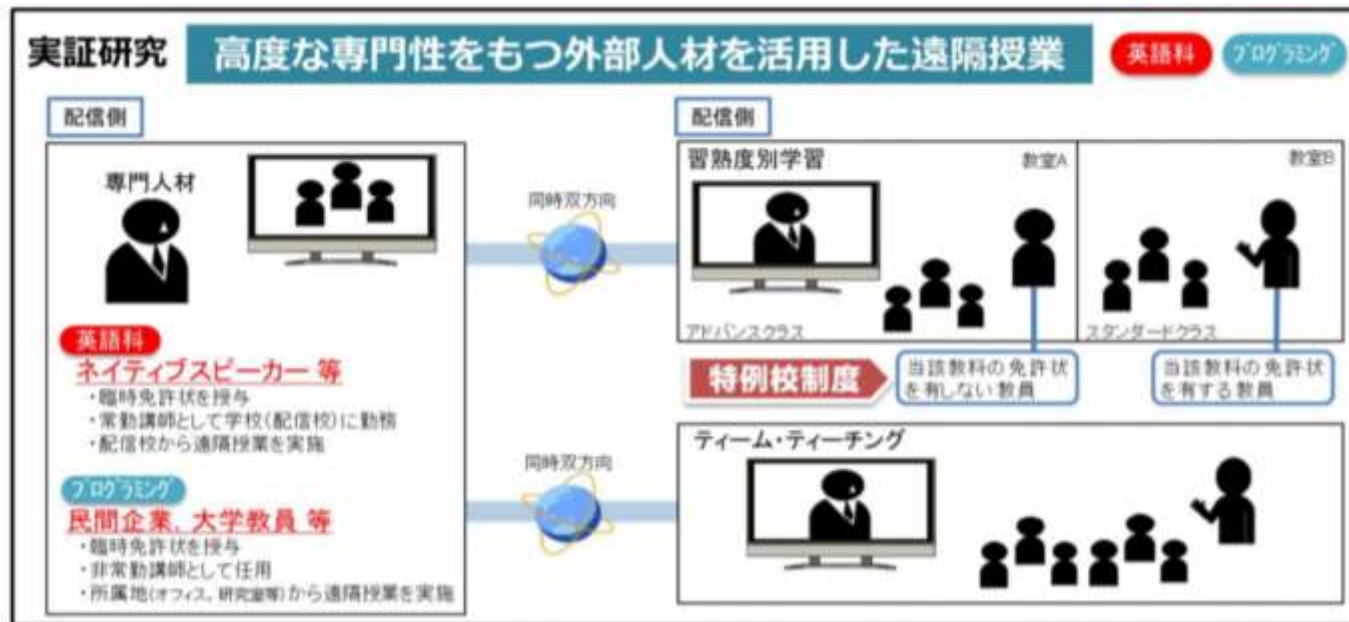 実証研究
高度な専門性をもつ外部人材を活用した遠隔授業
英語科
プログラミング
配信側
専門人材
英語科
ネイティブスピーカー 等
・臨時免許状を授与
・常勤講師として学校(配信校)に勤務
・配信校から遠隔授業を実施
プログラミング
民間企業，大学教員 等
・臨時免許状を授与
・非常勤講師として任用
・所属地(オフィス，研究室等)から遠隔授業を実施
同時双方向
同時双方向
配信側
習熟度別学習
教室A
教室B
アドバンスクラス
スタンダードクラス
特例校制度
当該教科の免許状
を有しない教員
当該教科の免許状
を有する教員
ティーム・ティーチング